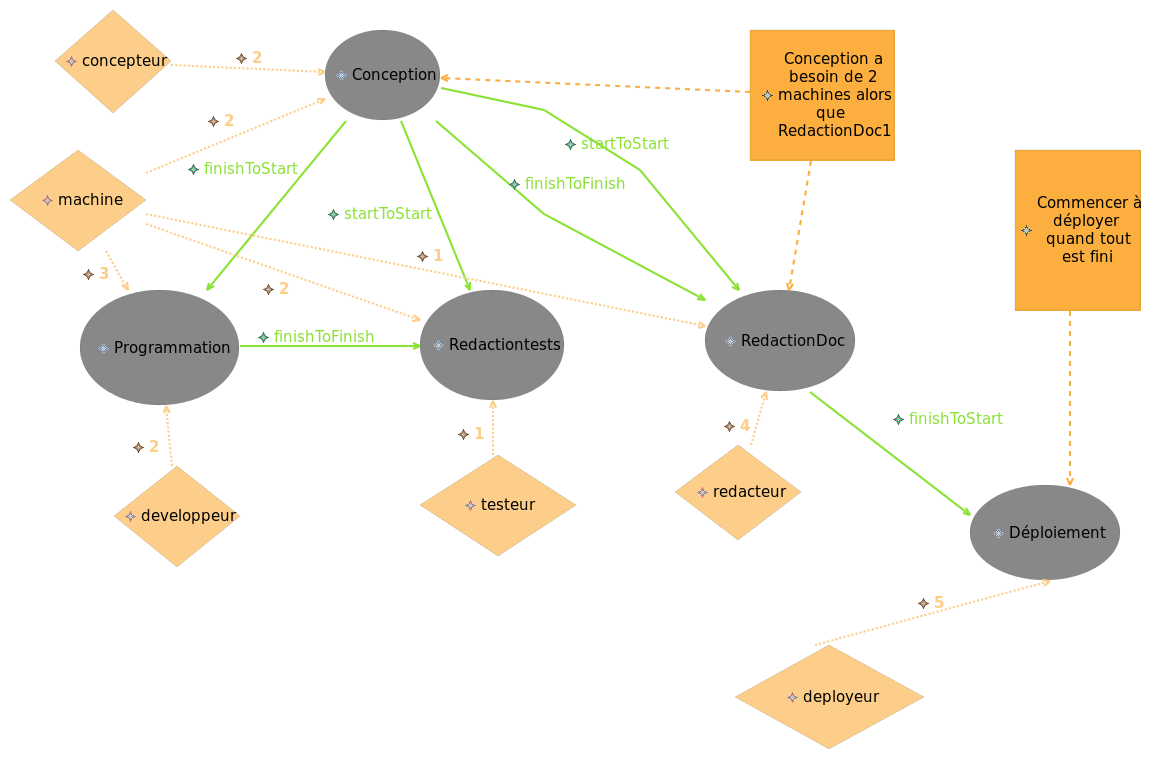 concepteur
2
Conception
Conception a
besoin de 2
machines alors
que
RedactionDoc1
2
startToStart
finishToStart
finishToFinish
machine
startToStart
Commencer à
déployer
quand tout
est fini
1
3
2
finishToFinish
Programmation
Redactiontests
RedactionDoc
2
1
4
finishToStart
developpeur
testeur
redacteur
Déploiement
5
deployeur